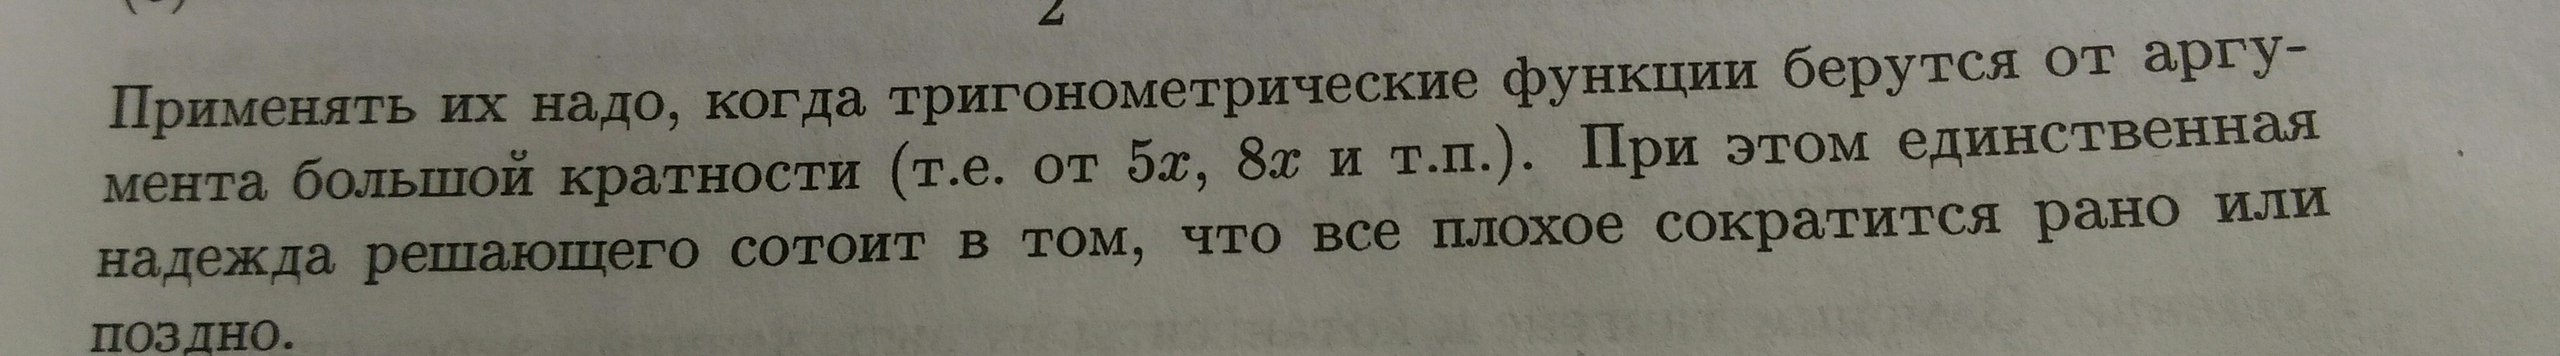 2
Применять их надо, когда тригонометрические функции берутся от аргу-
мента большой кратности (т.е. от 5x, 8x и т.п.). При этом единственная
надежда решающего сотоит в том, что все плохое сократится рано или
поздно.